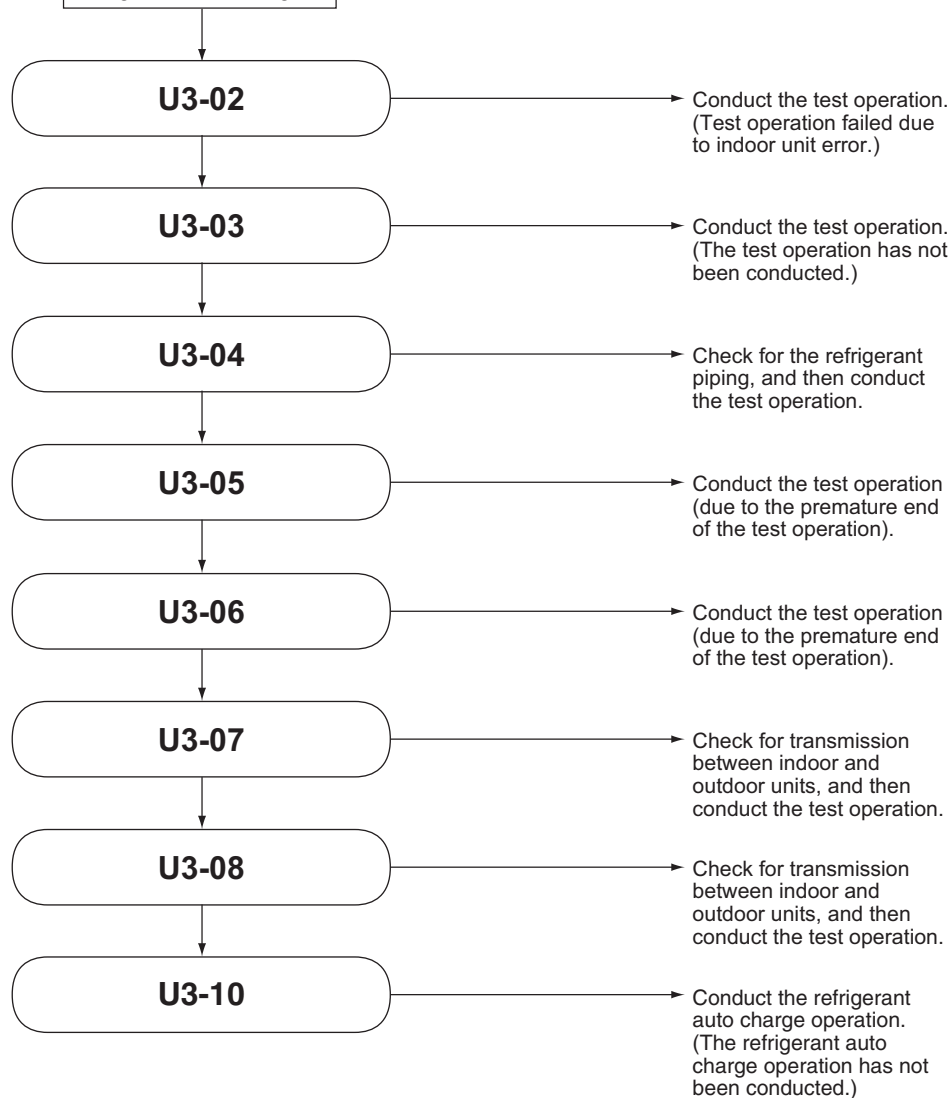 U3-02
Conduct the test operation.
(Test operation failed due
to indoor unit error.)
U3-03
Conduct the test operation.
(The test operation has not
been conducted.)
U3-04
Check for the refrigerant
piping, and then conduct
the test operation.
U3-05
Conduct the test operation
(due to the premature end
of the test operation).
U3-06
Conduct the test operation
(due to the premature end
of the test operation).
U3-07
Check for transmission
between indoor and
outdoor units, and then
conduct the test operation.
U3-08
Check for transmission
between indoor and
outdoor units, and then
conduct the test operation.
U3-10
Conduct the refrigerant
auto charge operation.
(The refrigerant auto
charge operation has not
been conducted.)